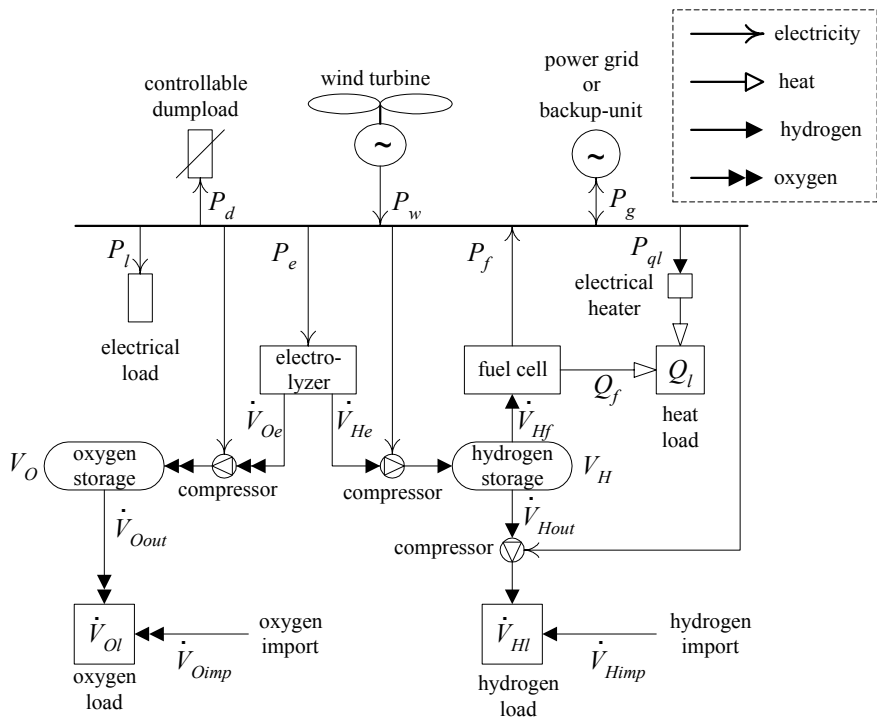 electricity
heat
hydrogen
oxygen
wind turbine
power grid
or
backup-unit
controllable
dumpload
~
~
P_d
P_w
P_g
P_l
P_e
P_f
P_ql
electrical
heater
electrical
load
electro-
lyzer
fuel cell
Q_f
Q_l
heat
load
V̇_Oe
V̇_He
V̇_Hf
V_O
oxygen
storage
compressor
compressor
hydrogen
storage
V_H
V̇_Oout
V̇_Hout
compressor
V̇_Ol
oxygen
import
V̇_Oimp
oxygen
load
V̇_Hl
hydrogen
import
V̇_Himp
hydrogen
load